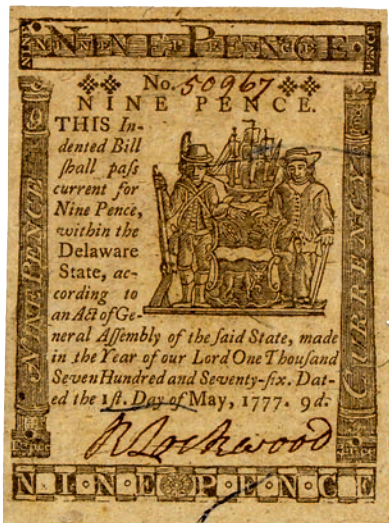 NINE PENCE
No. 50967
NINE PENCE.
THIS In-
dented Bill
ſhall paſs
current for
Nine Pence,
within the
Delaware
State, ac-
cording to
an Act of Ge-
neral Aſſembly of the ſaid State, made
in the Year of our Lord One Thouſand
Seven Hundred and Seventy-ſix. Dat-
ed the 1ſt. Day of May, 1777. 9d.
NINE PENCE
CURRENCY
R Lockwood
NINE PENCE